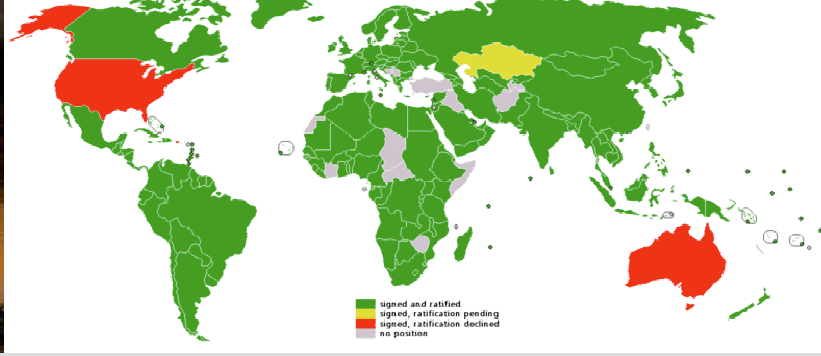 signed and ratified
signed, ratification pending
signed, ratification declined
no position